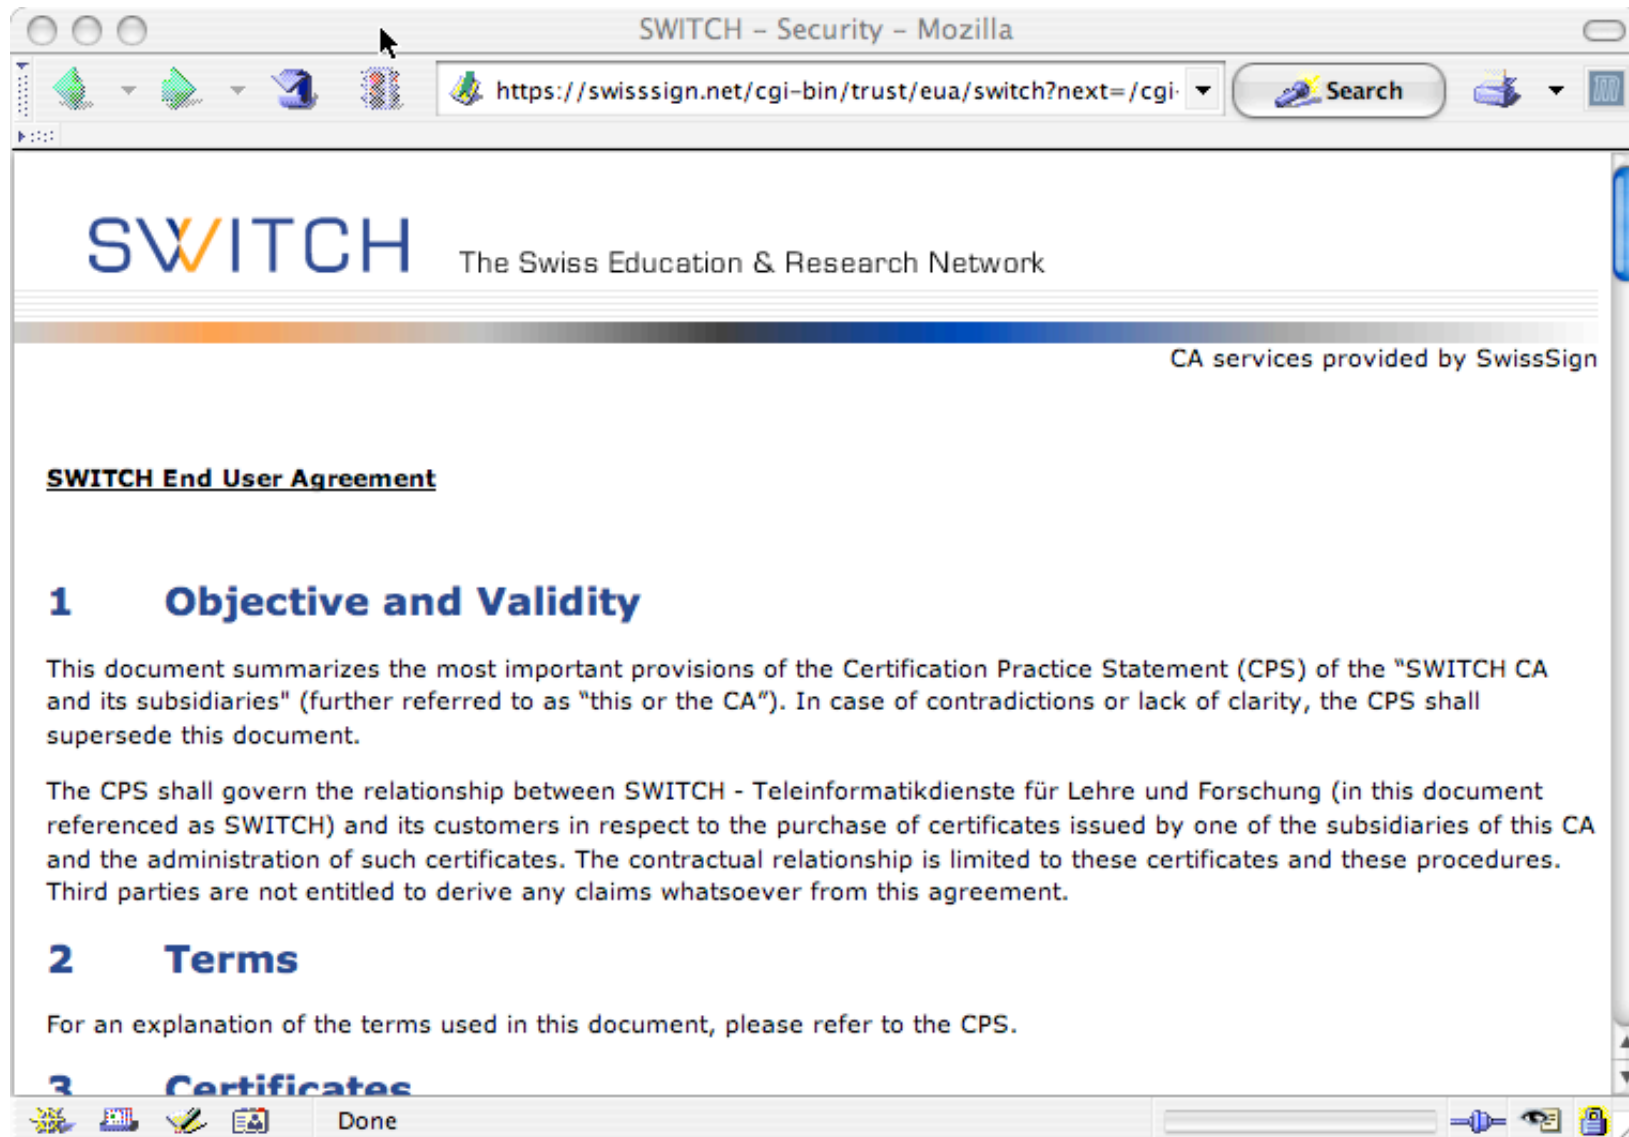 SWITCH – Security – Mozilla
https://swisssign.net/cgi-bin/trust/eua/switch?next=/cgi-
Search
SWITCH The Swiss Education & Research Network
CA services provided by SwissSign
SWITCH End User Agreement
1 Objective and Validity
This document summarizes the most important provisions of the Certification Practice Statement (CPS) of the “SWITCH CA
and its subsidiaries" (further referred to as “this or the CA”). In case of contradictions or lack of clarity, the CPS shall
supersede this document.
The CPS shall govern the relationship between SWITCH - Teleinformatikdienste für Lehre und Forschung (in this document
referenced as SWITCH) and its customers in respect to the purchase of certificates issued by one of the subsidiaries of this CA
and the administration of such certificates. The contractual relationship is limited to these certificates and these procedures.
Third parties are not entitled to derive any claims whatsoever from this agreement.
2 Terms
For an explanation of the terms used in this document, please refer to the CPS.
3 Certificates
Done